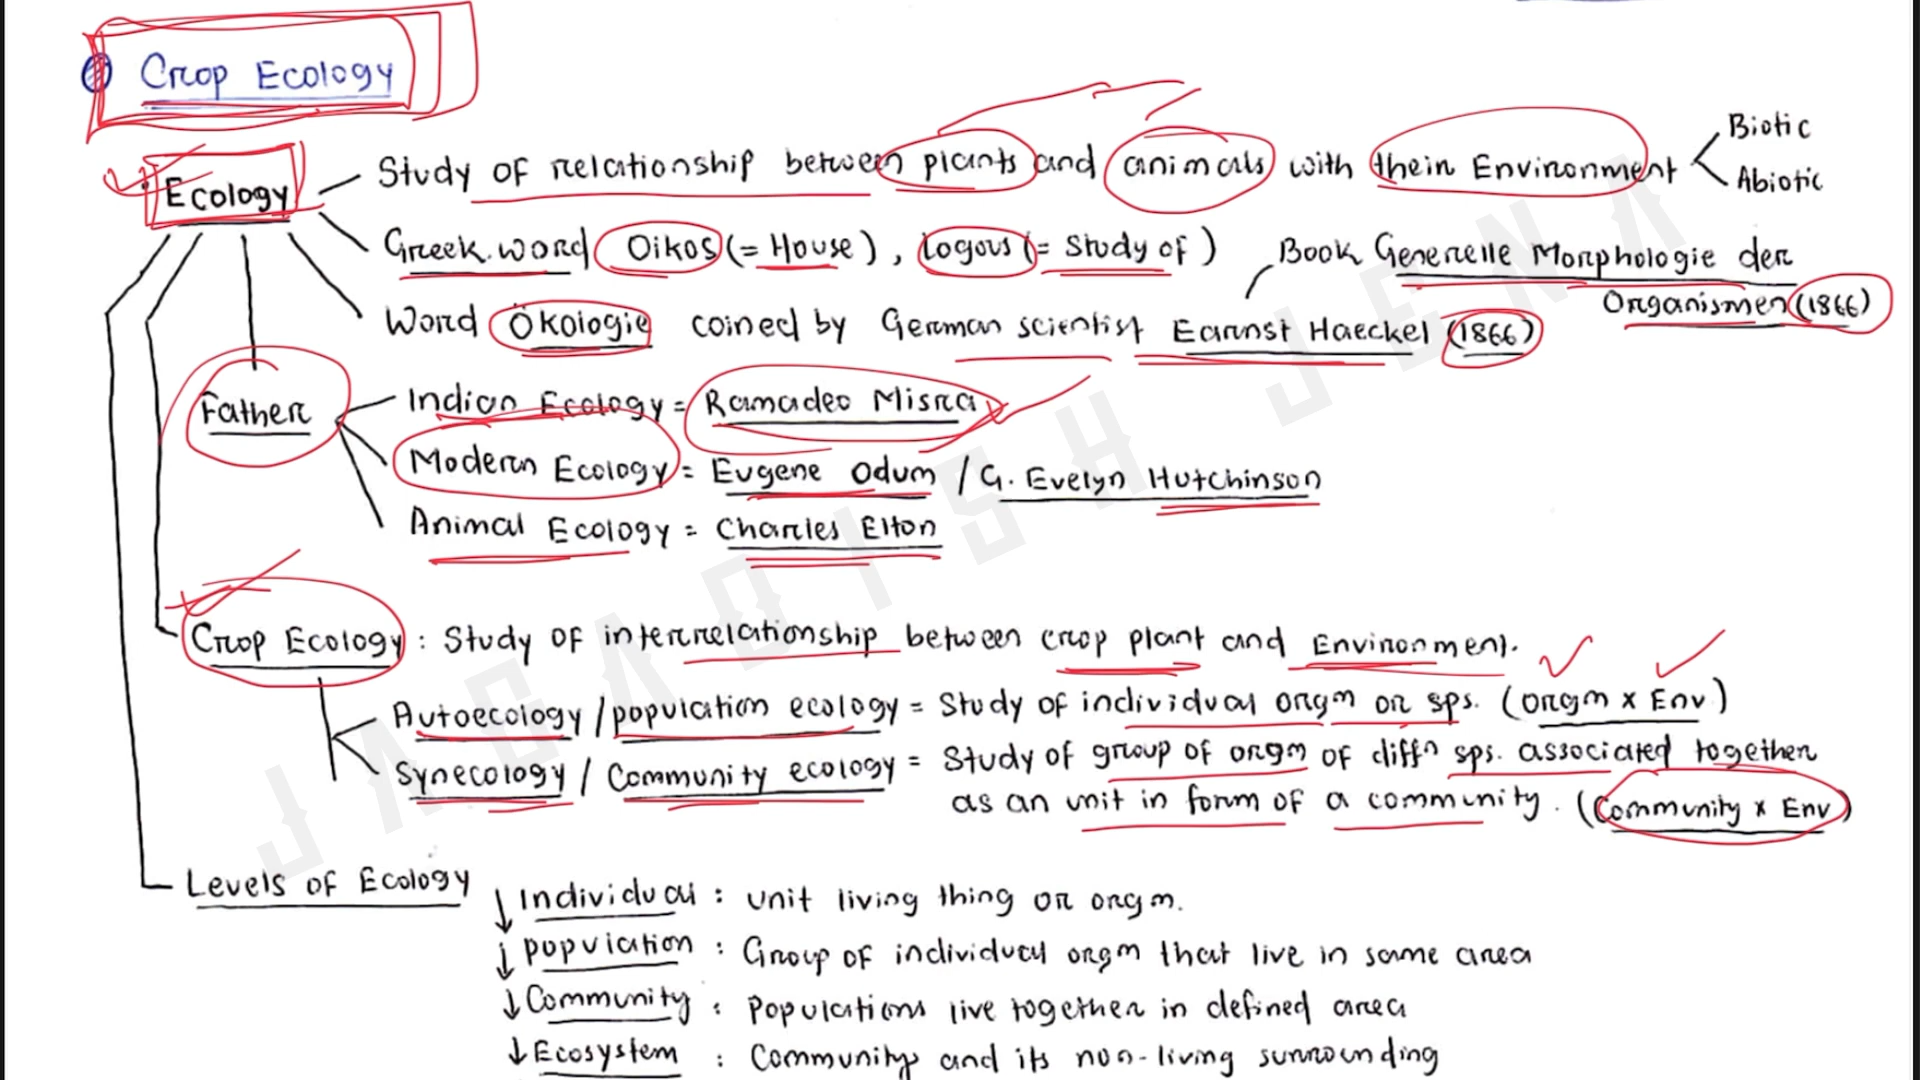 Crop Ecology
Ecology
Study of relationship between plants and animals with their Environment
Biotic
Abiotic
Greek word Oikos (= House), Logous (= Study of)
Book Generelle Morphologie der
Organismen (1866)
Word Ökologie coined by German scientist Earnst Haeckel (1866)
Father
Indian Ecology = Ramadeo Misra
Modern Ecology = Eugene Odum / G. Evelyn Hutchinson
Animal Ecology = Charles Elton
Crop Ecology : Study of interrelationship between crop plant and Environment.
Autoecology / population ecology = Study of individual orgm or sps. (orgm x Env)
Synecology / Community ecology = Study of group of orgm of diffn sps. associated together
as an unit in form of a community. (Community x Env)
Levels of Ecology
↓ Individual : unit living thing or orgm.
↓ population : Group of individual orgm that live in same area
↓ Community : Populations live together in defined area
↓ Ecosystem : Community and its non-living surrounding
JAGADISH JENA